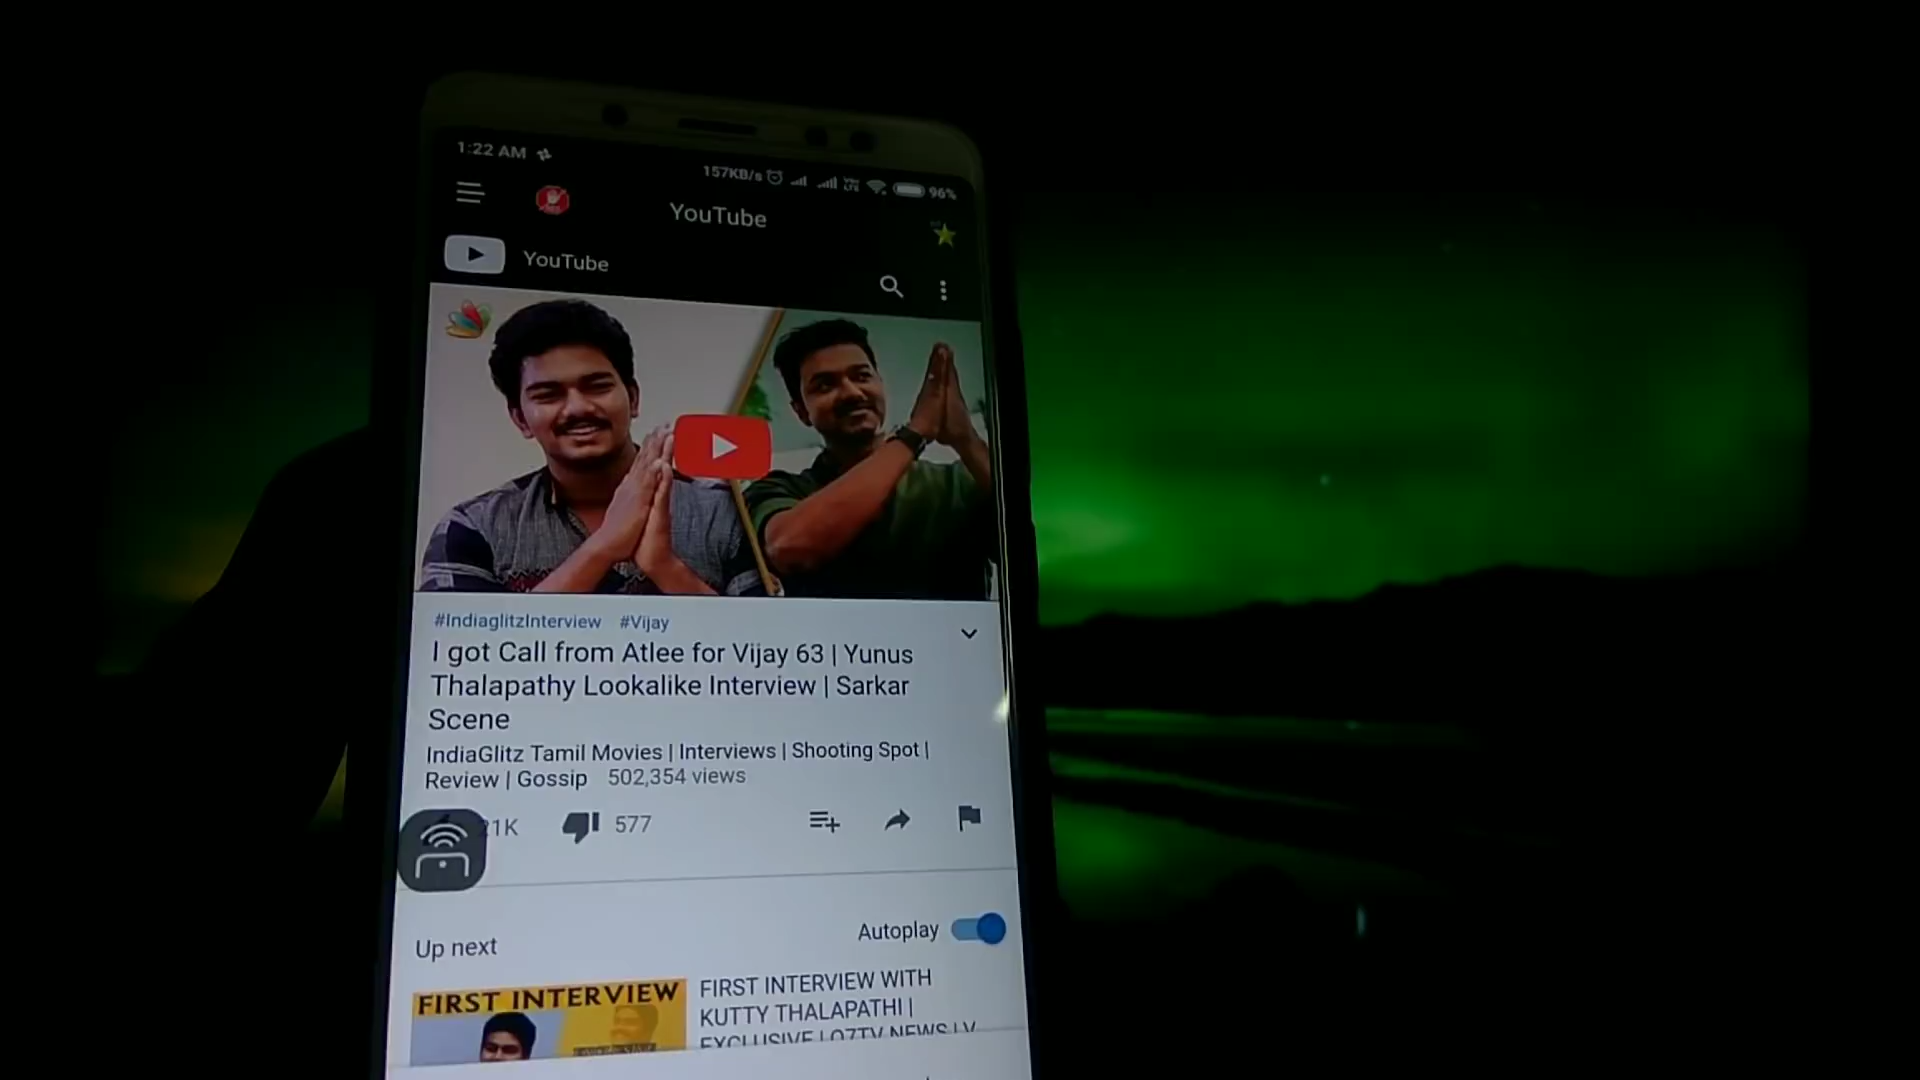 1:22 AM
157KB/s
96%
YouTube
YouTube
#IndiaglitzInterview #Vijay
I got Call from Atlee for Vijay 63 | Yunus
Thalapathy Lookalike Interview | Sarkar
Scene
IndiaGlitz Tamil Movies | Interviews | Shooting Spot |
Review | Gossip 502,354 views
577
Autoplay
Up next
FIRST INTERVIEW
FIRST INTERVIEW WITH
KUTTY THALAPATHI |
EXCLUSIVE |